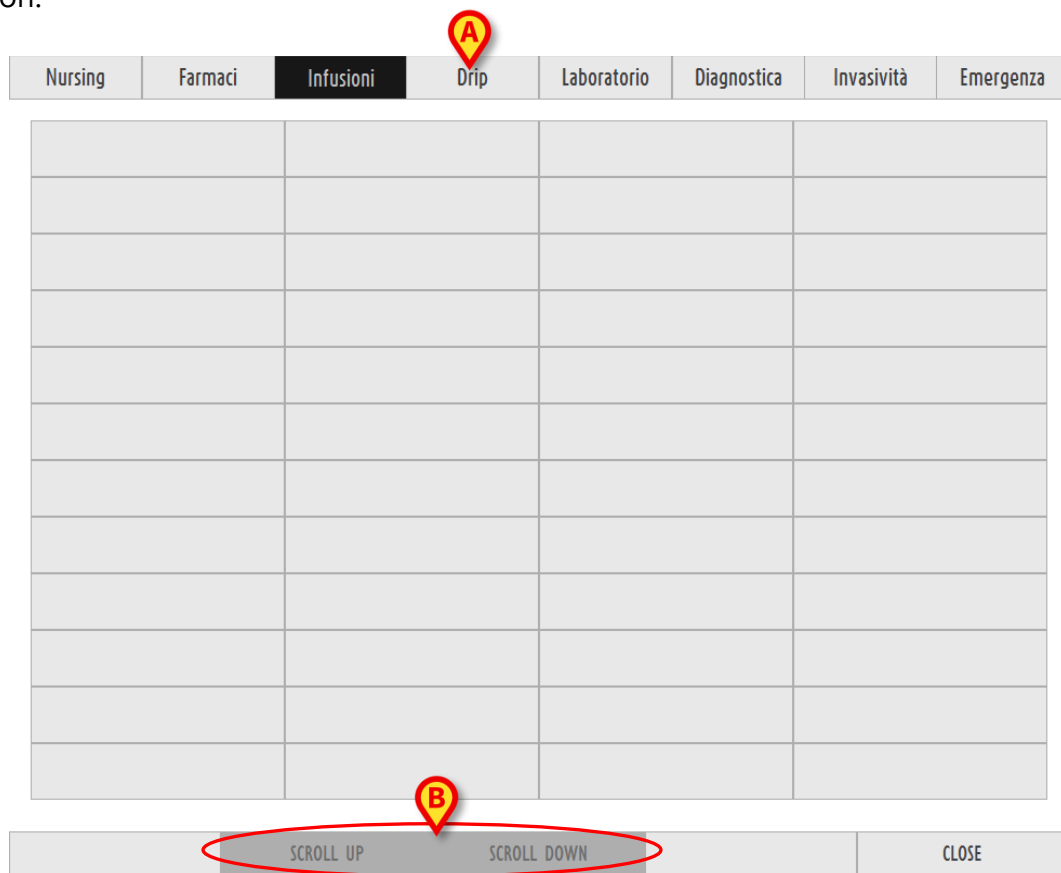 on.
A
Nursing Farmaci Infusioni Drip Laboratorio Diagnostica Invasività Emergenza
B
SCROLL UP SCROLL DOWN CLOSE